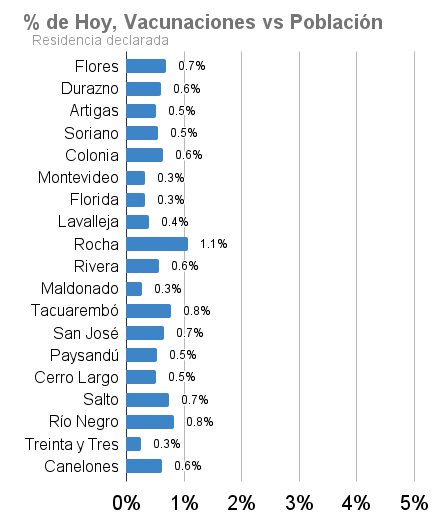 % de Hoy, Vacunaciones vs Población
Residencia declarada
Flores 0.7%
Durazno 0.6%
Artigas 0.5%
Soriano 0.5%
Colonia 0.6%
Montevideo 0.3%
Florida 0.3%
Lavalleja 0.4%
Rocha 1.1%
Rivera 0.6%
Maldonado 0.3%
Tacuarembó 0.8%
San José 0.7%
Paysandú 0.5%
Cerro Largo 0.5%
Salto 0.7%
Río Negro 0.8%
Treinta y Tres 0.3%
Canelones 0.6%
0% 1% 2% 3% 4% 5%